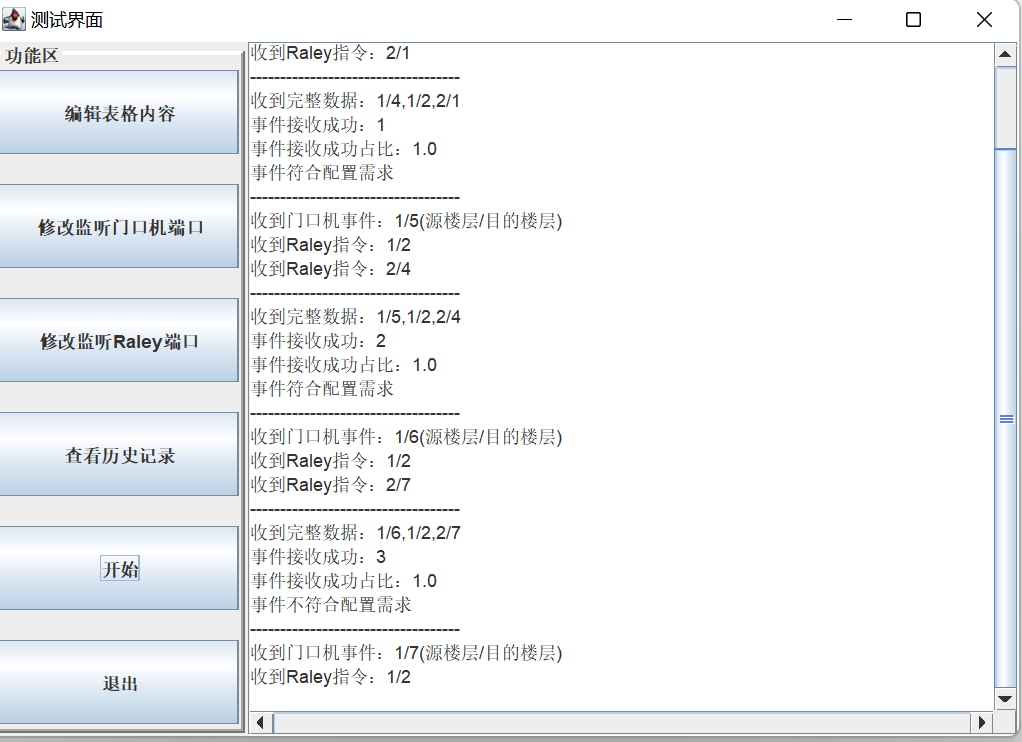 测试界面
功能区
编辑表格内容
修改监听门口机端口
修改监听Raley端口
查看历史记录
开始
退出
收到Raley指令：2/1
-----------------------------------
收到完整数据：1/4,1/2,2/1
事件接收成功：1
事件接收成功占比：1.0
事件符合配置需求
-----------------------------------
收到门口机事件：1/5(源楼层/目的楼层)
收到Raley指令：1/2
收到Raley指令：2/4
-----------------------------------
收到完整数据：1/5,1/2,2/4
事件接收成功：2
事件接收成功占比：1.0
事件符合配置需求
-----------------------------------
收到门口机事件：1/6(源楼层/目的楼层)
收到Raley指令：1/2
收到Raley指令：2/7
-----------------------------------
收到完整数据：1/6,1/2,2/7
事件接收成功：3
事件接收成功占比：1.0
事件不符合配置需求
-----------------------------------
收到门口机事件：1/7(源楼层/目的楼层)
收到Raley指令：1/2